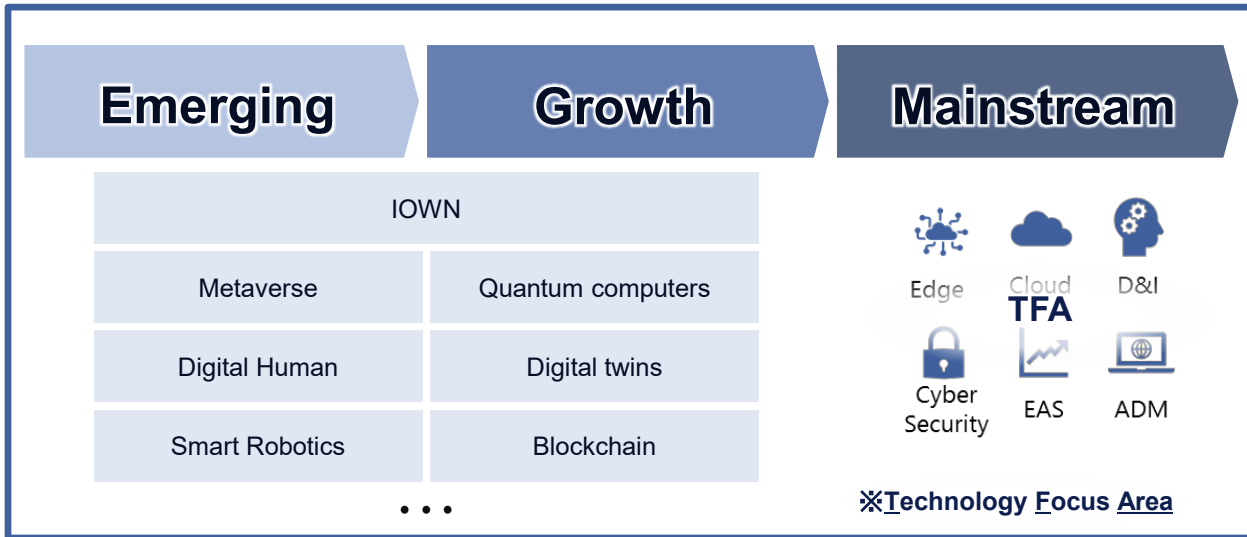 Emerging
Growth
Mainstream
IOWN
Metaverse
Quantum computers
Digital Human
Digital twins
Smart Robotics
Blockchain
• • •
Edge
Cloud
D&I
TFA
Cyber
Security
EAS
ADM
※Technology Focus Area